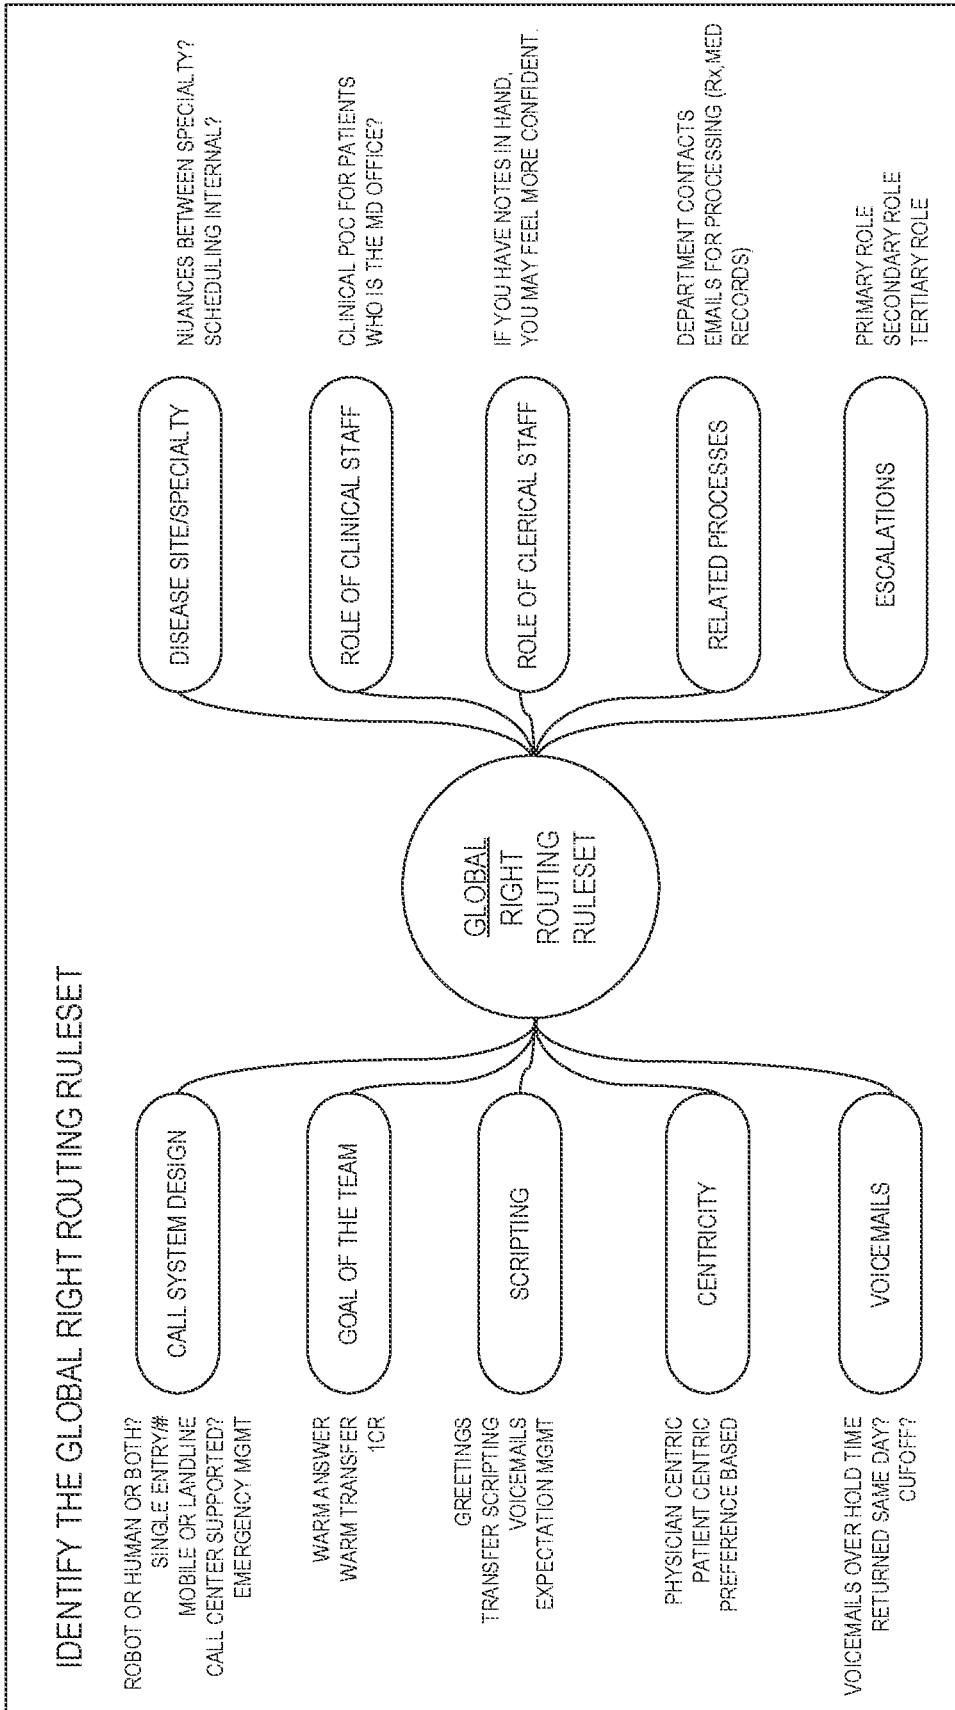 IDENTIFY THE GLOBAL RIGHT ROUTING RULESET
ROBOT OR HUMAN OR BOTH?
SINGLE ENTRY/#
MOBILE OR LANDLINE
CALL CENTER SUPPORTED?
EMERGENCY MGMT
CALL SYSTEM DESIGN
WARM ANSWER
WARM TRANSFER
1CR
GOAL OF THE TEAM
GREETINGS
TRANSFER SCRIPTING
VOICEMAILS
EXPECTATION MGMT
SCRIPTING
PHYSICIAN CENTRIC
PATIENT CENTRIC
PREFERENCE BASED
CENTRICITY
VOICEMAILS OVER HOLD TIME
RETURNED SAME DAY?
CUFOFF?
VOICEMAILS
GLOBAL
RIGHT
ROUTING
RULESET
DISEASE SITE/SPECIALTY
NUANCES BETWEEN SPECIALTY?
SCHEDULING INTERNAL?
ROLE OF CLINICAL STAFF
CLINICAL POC FOR PATIENTS
WHO IS THE MD OFFICE?
ROLE OF CLERICAL STAFF
IF YOU HAVE NOTES IN HAND,
YOU MAY FEEL MORE CONFIDENT.
RELATED PROCESSES
DEPARTMENT CONTACTS
EMAILS FOR PROCESSING (Rx,MED
RECORDS)
ESCALATIONS
PRIMARY ROLE
SECONDARY ROLE
TERTIARY ROLE